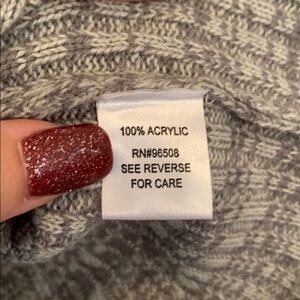 100% ACRYLIC
RN#96508
SEE REVERSE
FOR CARE